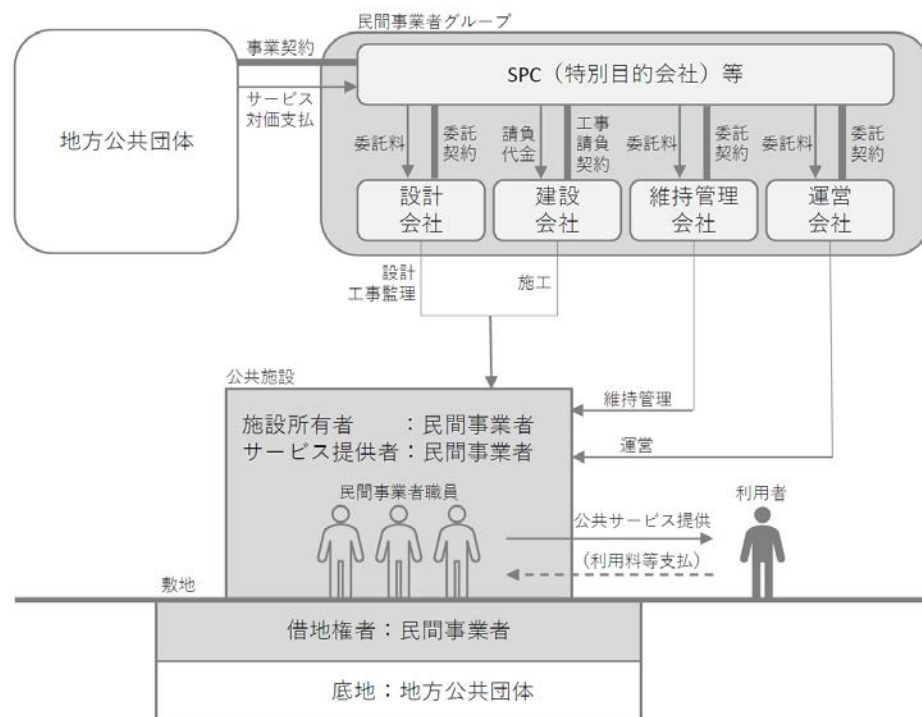 民間事業者グループ
地方公共団体
事業契約
サービス
対価支払
SPC（特別目的会社）等
委託料
委託
契約
請負
代金
工事
請負
契約
委託料
委託
契約
委託料
委託
契約
設計
会社
建設
会社
維持管理
会社
運営
会社
設計
工事監理
施工
公共施設
維持管理
施設所有者　　：民間事業者
サービス提供者：民間事業者
運営
民間事業者職員
利用者
公共サービス提供
（利用料等支払）
敷地
借地権者：民間事業者
底地：地方公共団体